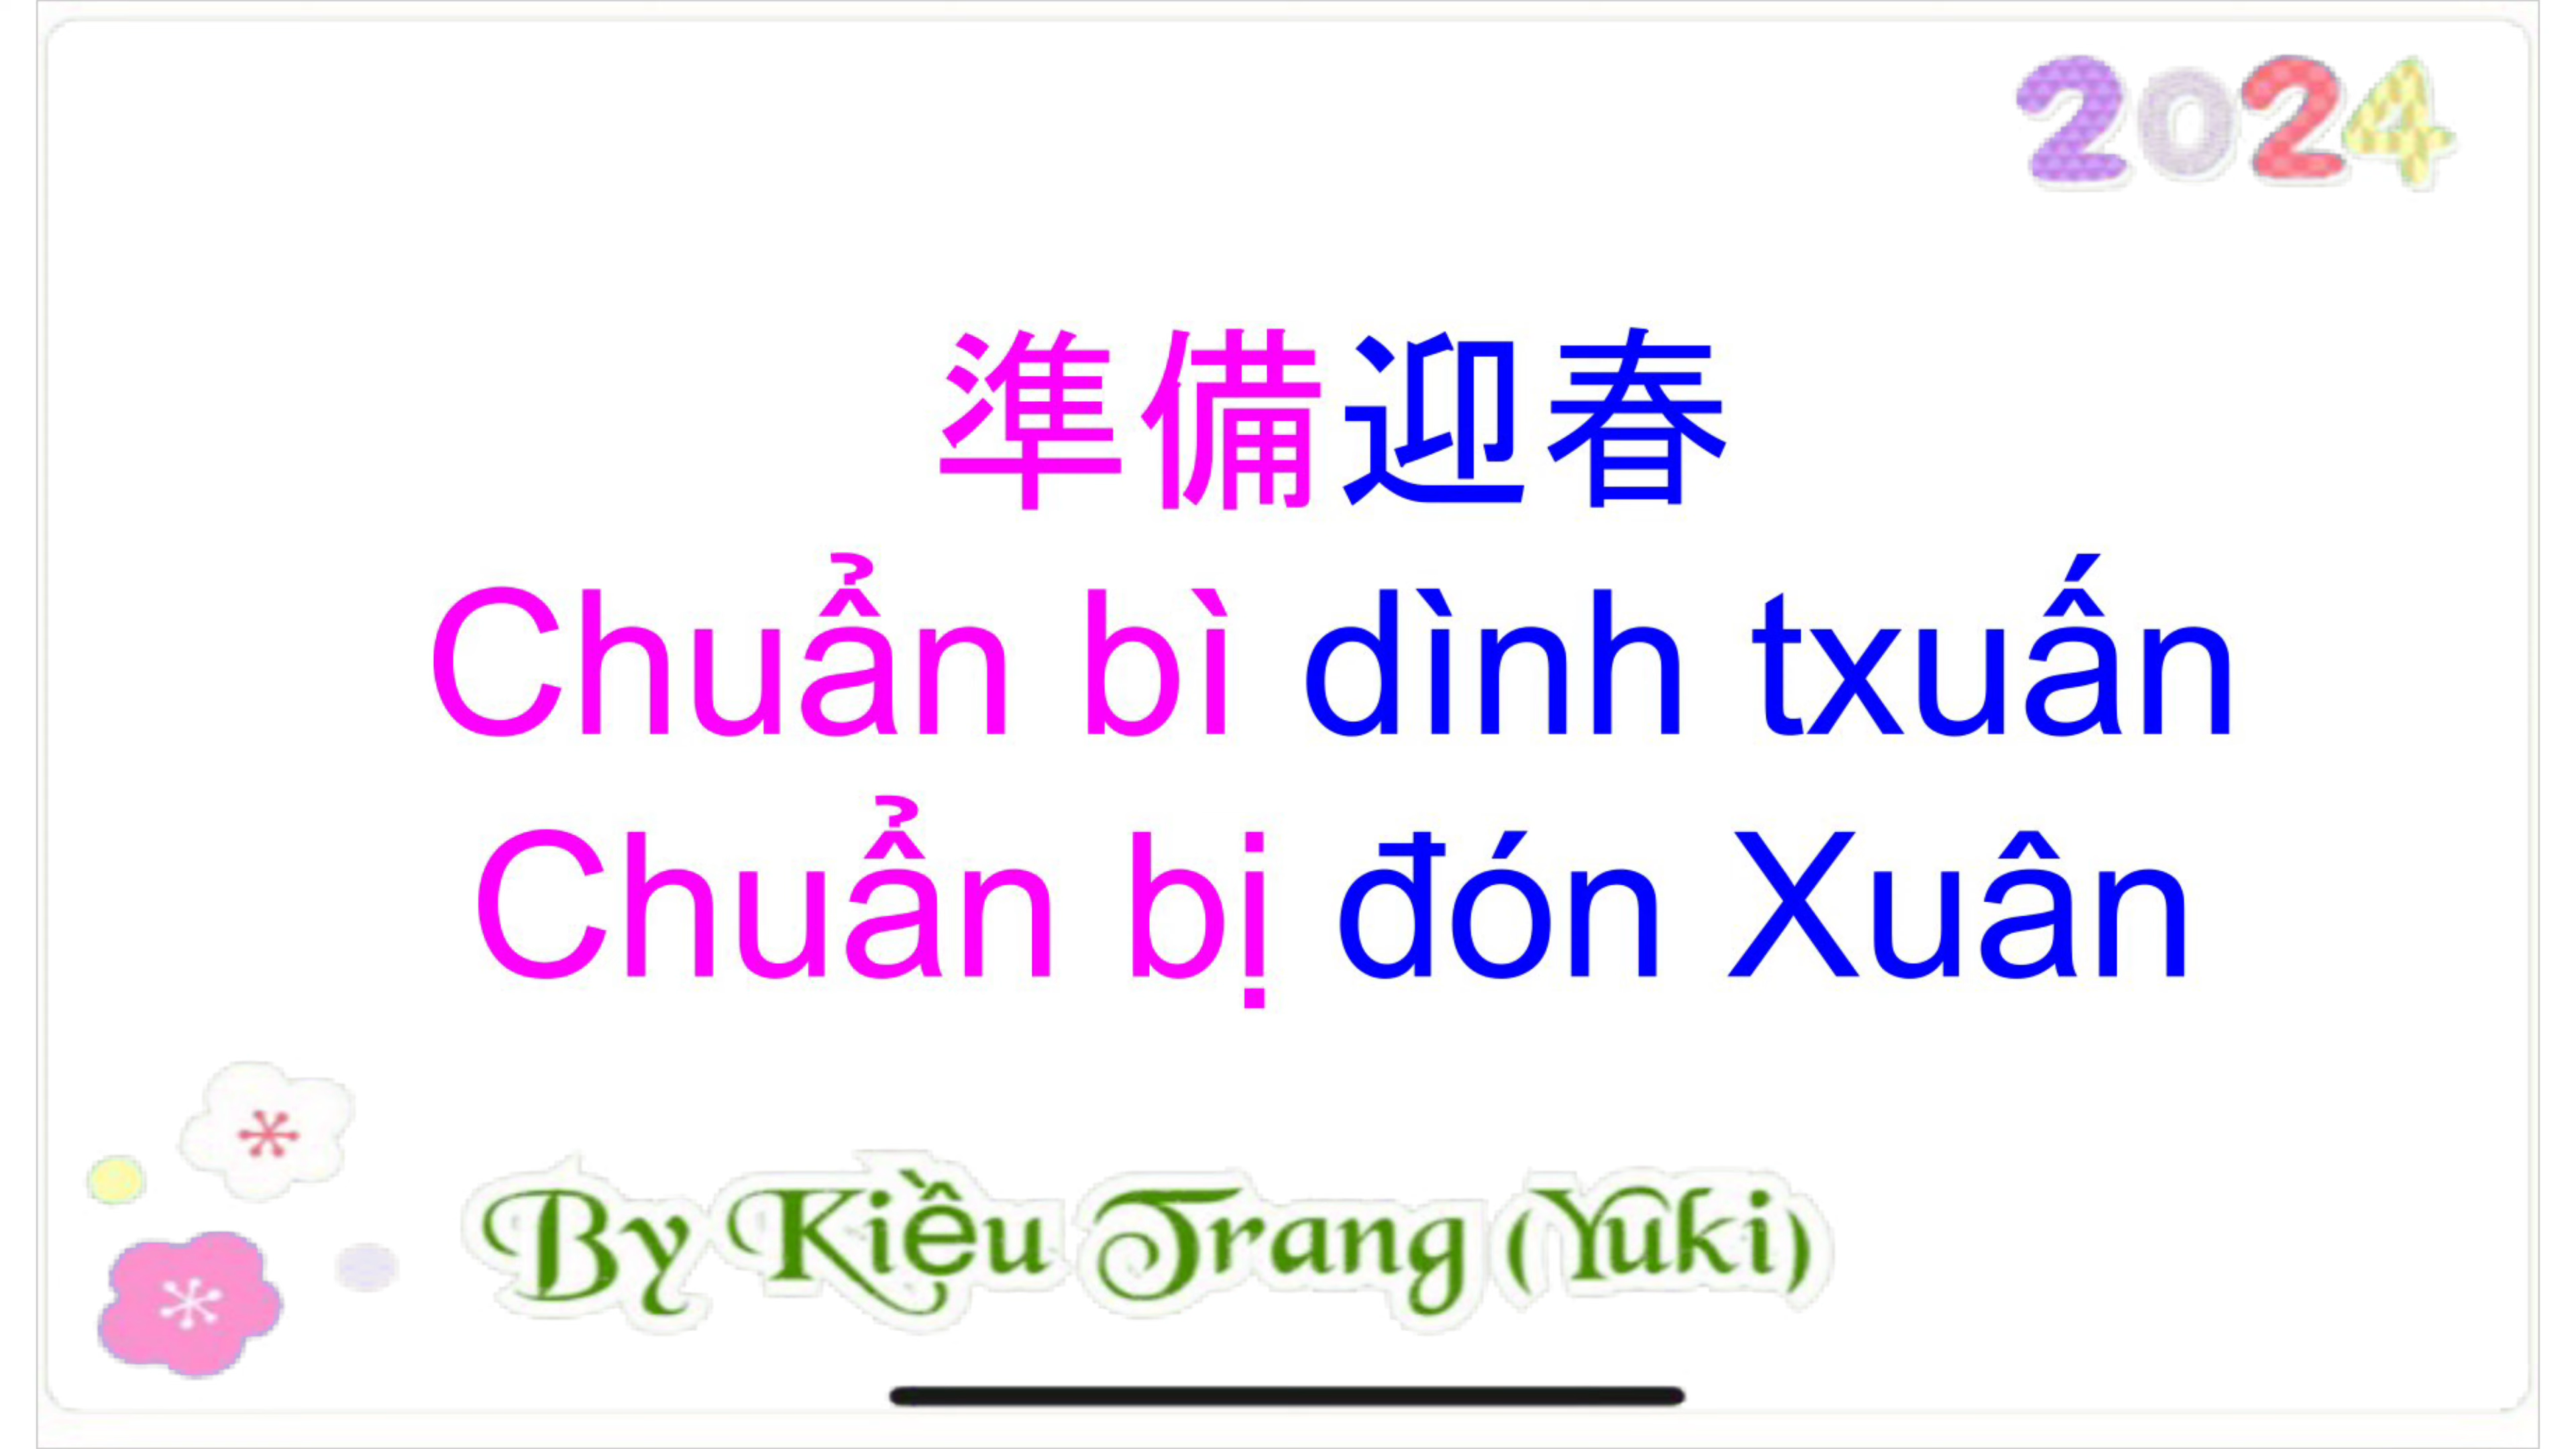 2024
準備迎春
Chuẩn bì dình txuấn
Chuẩn bị đón Xuân
By Kiều Trang (Yuki)